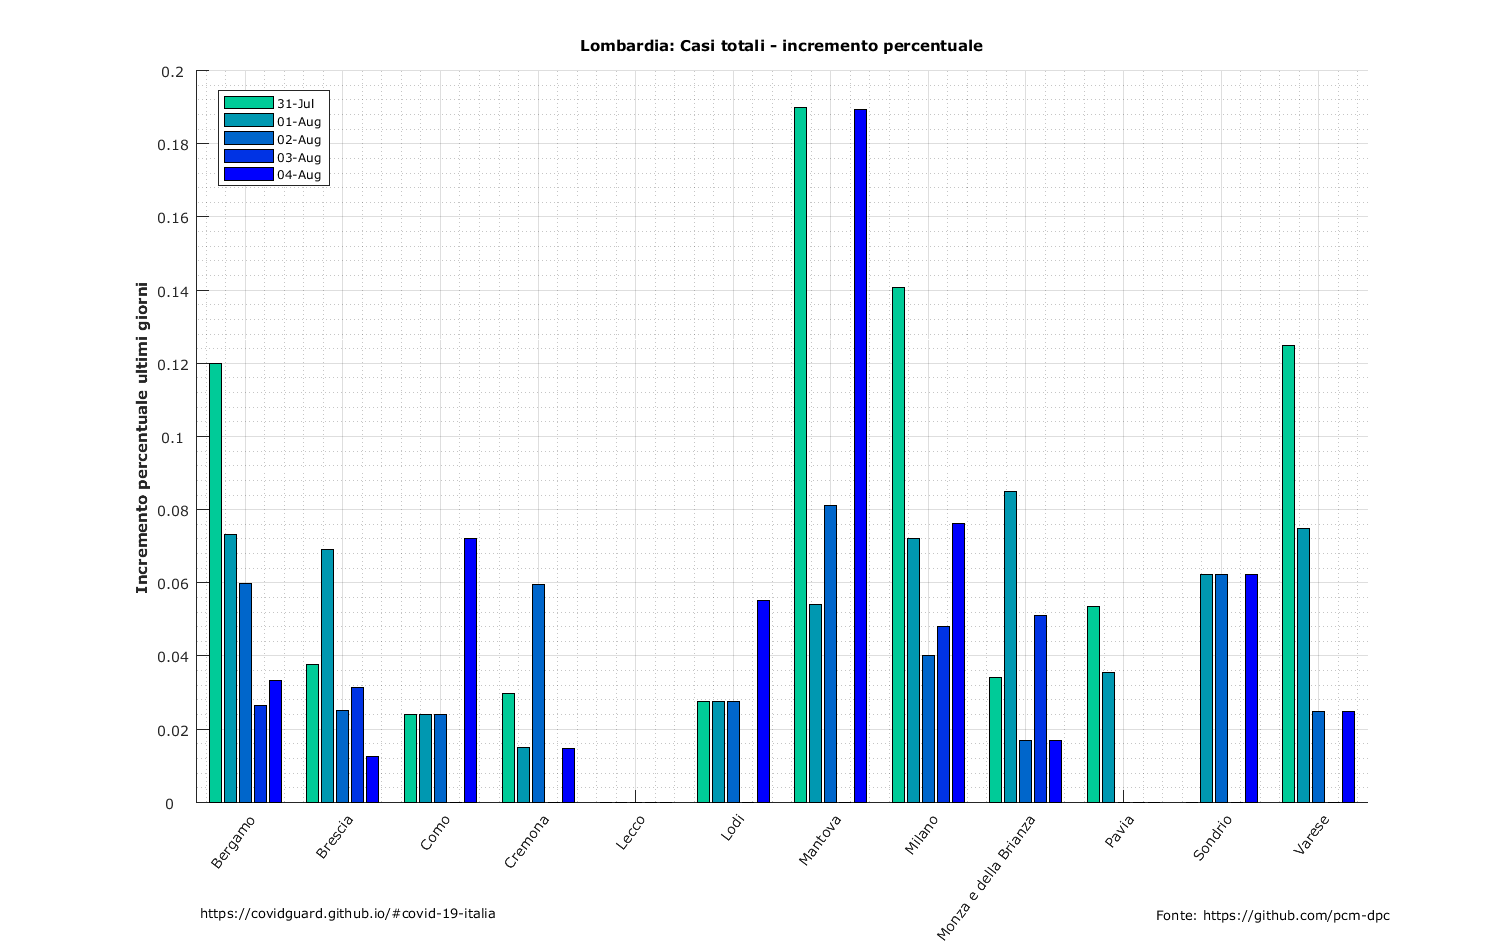 Lombardia: Casi totali - incremento percentuale
0.2
0.18
0.16
0.14
0.12
0.1
0.08
0.06
0.04
0.02
0
Incremento percentuale ultimi giorni
31-Jul
01-Aug
02-Aug
03-Aug
04-Aug
Bergamo
Brescia
Como
Cremona
Lecco
Lodi
Mantova
Milano
Monza e della Brianza
Pavia
Sondrio
Varese
https://covidguard.github.io/#covid-19-italia
Fonte: https://github.com/pcm-dpc